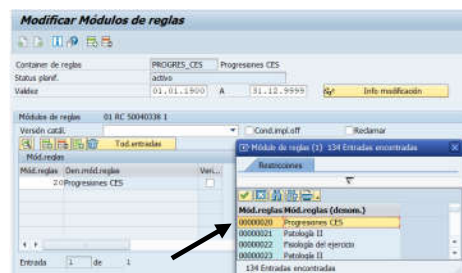 Modificar Módulos de reglas
Container de reglas PROGRES_CES Progresiones CES
Status planif. activo
Validez 01.01.1900 A 31.12.9999 Info modificación
Módulos de reglas 01 RC 50040338 1
Versión catál. Cond.impl.off Reclamar
Tod.entradas
Mód.reglas
Mód.reglas Den.mód.reglas Veri...
20 Progresiones CES
Entrada 1 de 1
Módulo de reglas (1) 134 Entradas encontradas
Restricciones
Mód.reglas Mód.reglas (denom.)
00000020 Progresiones CES
00000021 Patología II
00000022 Fisiología del ejercicio
00000023 Patología II
134 Entradas encontradas